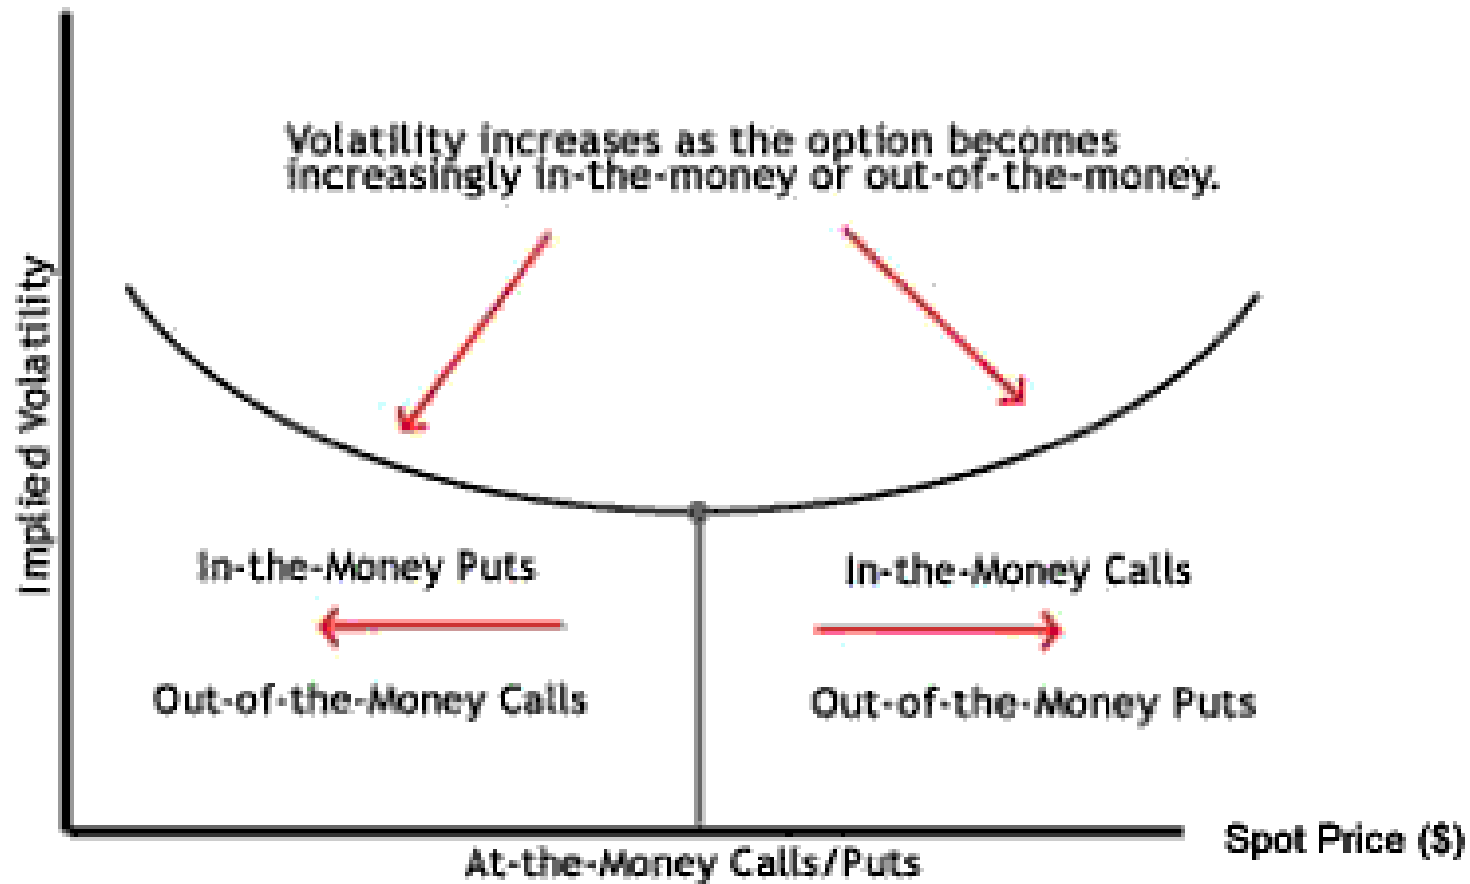 Volatility increases as the option becomes
increasingly in-the-money or out-of-the-money.
Implied Volatility
In-the-Money Puts
In-the-Money Calls
Out-of-the-Money Calls
Out-of-the-Money Puts
At-the-Money Calls/Puts
Spot Price ($)